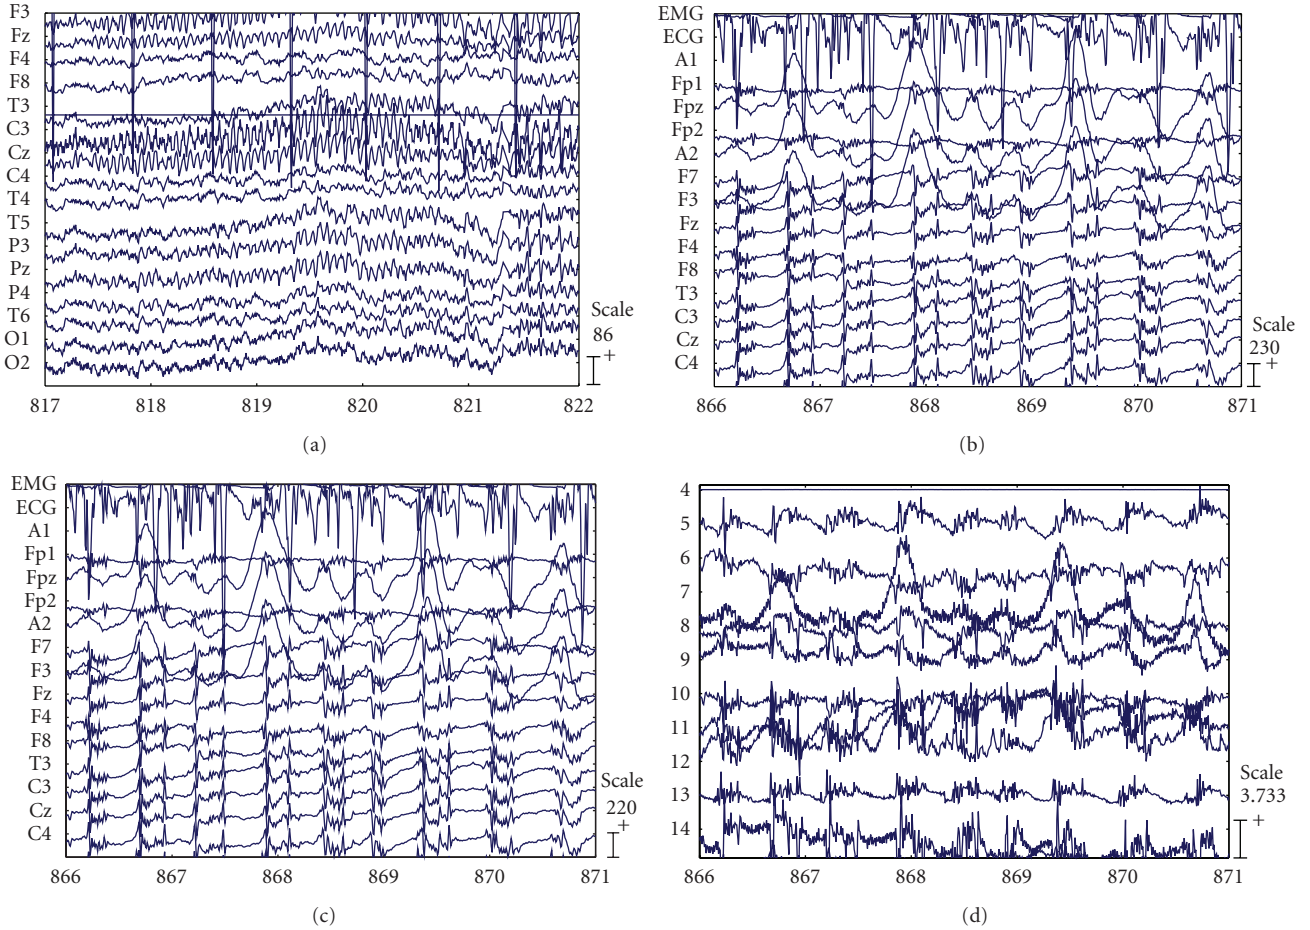 F3
Fz
F4
F8
T3
C3
Cz
C4
T4
T5
P3
Pz
P4
T6
O1
O2
Scale
86
+
817 818 819 820 821 822
(a)
EMG
ECG
A1
Fp1
Fpz
Fp2
A2
F7
F3
Fz
F4
F8
T3
C3
Cz
C4
Scale
230
+
866 867 868 869 870 871
(b)
EMG
ECG
A1
Fp1
Fpz
Fp2
A2
F7
F3
Fz
F4
F8
T3
C3
Cz
C4
Scale
220
+
866 867 868 869 870 871
(c)
4
5
6
7
8
9
10
11
12
13
14
Scale
3.733
+
866 867 868 869 870 871
(d)